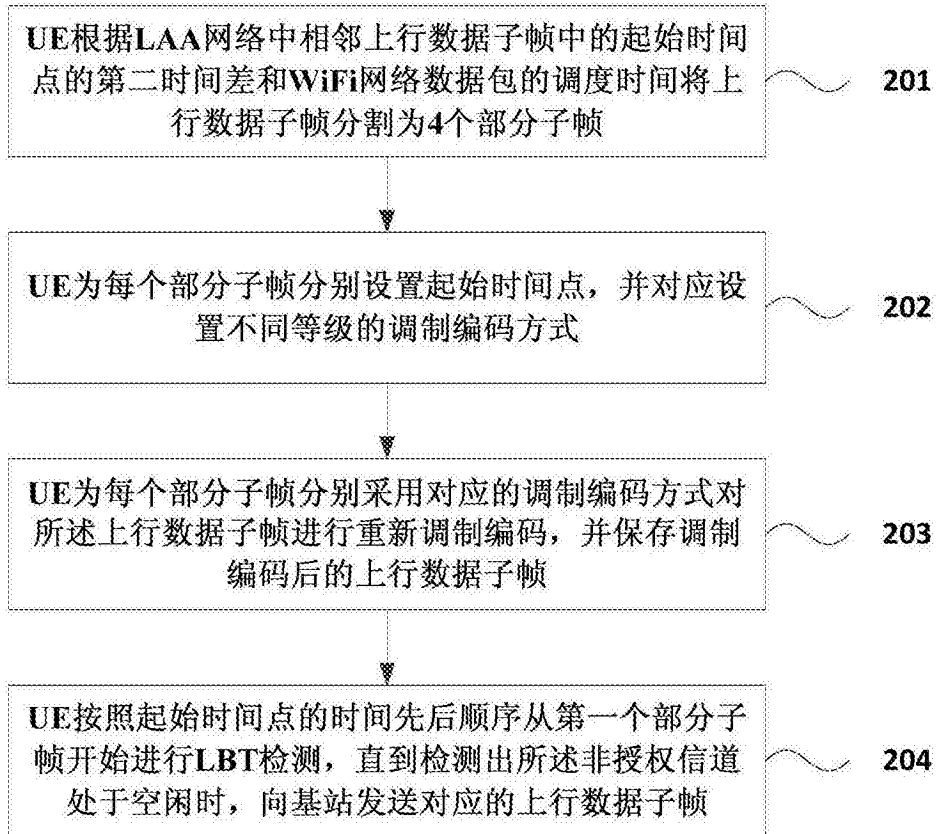 UE根据LAA网络中相邻上行数据子帧中的起始时间
点的第二时间差和WiFi网络数据包的调度时间将上
行数据子帧分割为4个部分子帧
201
UE为每个部分子帧分别设置起始时间点，并对应设
置不同等级的调制编码方式
202
UE为每个部分子帧分别采用对应的调制编码方式对
所述上行数据子帧进行重新调制编码，并保存调制
编码后的上行数据子帧
203
UE按照起始时间点的时间先后顺序从第一个部分子
帧开始进行LBT检测，直到检测出所述非授权信道
处于空闲时，向基站发送对应的上行数据子帧
204